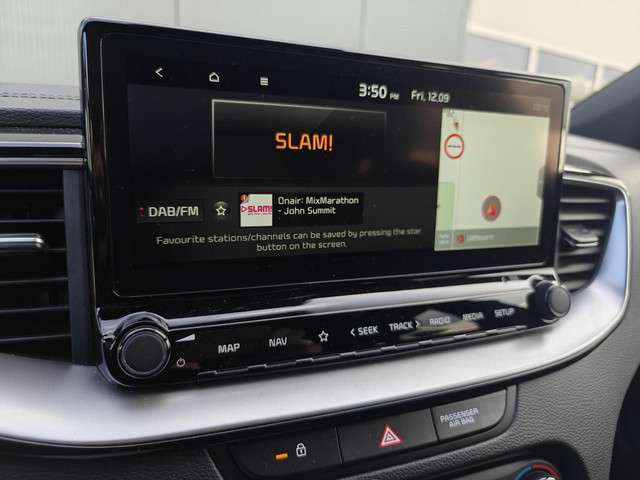 3:50 PM Fri, 12.09
SLAM!
DAB/FM
SLAM!
Onair: MixMarathon
- John Summit
Favourite stations/channels can be saved by pressing the star
button on the screen.
MAP NAV < SEEK TRACK > RADIO MEDIA SETUP
PASSENGER
AIR BAG